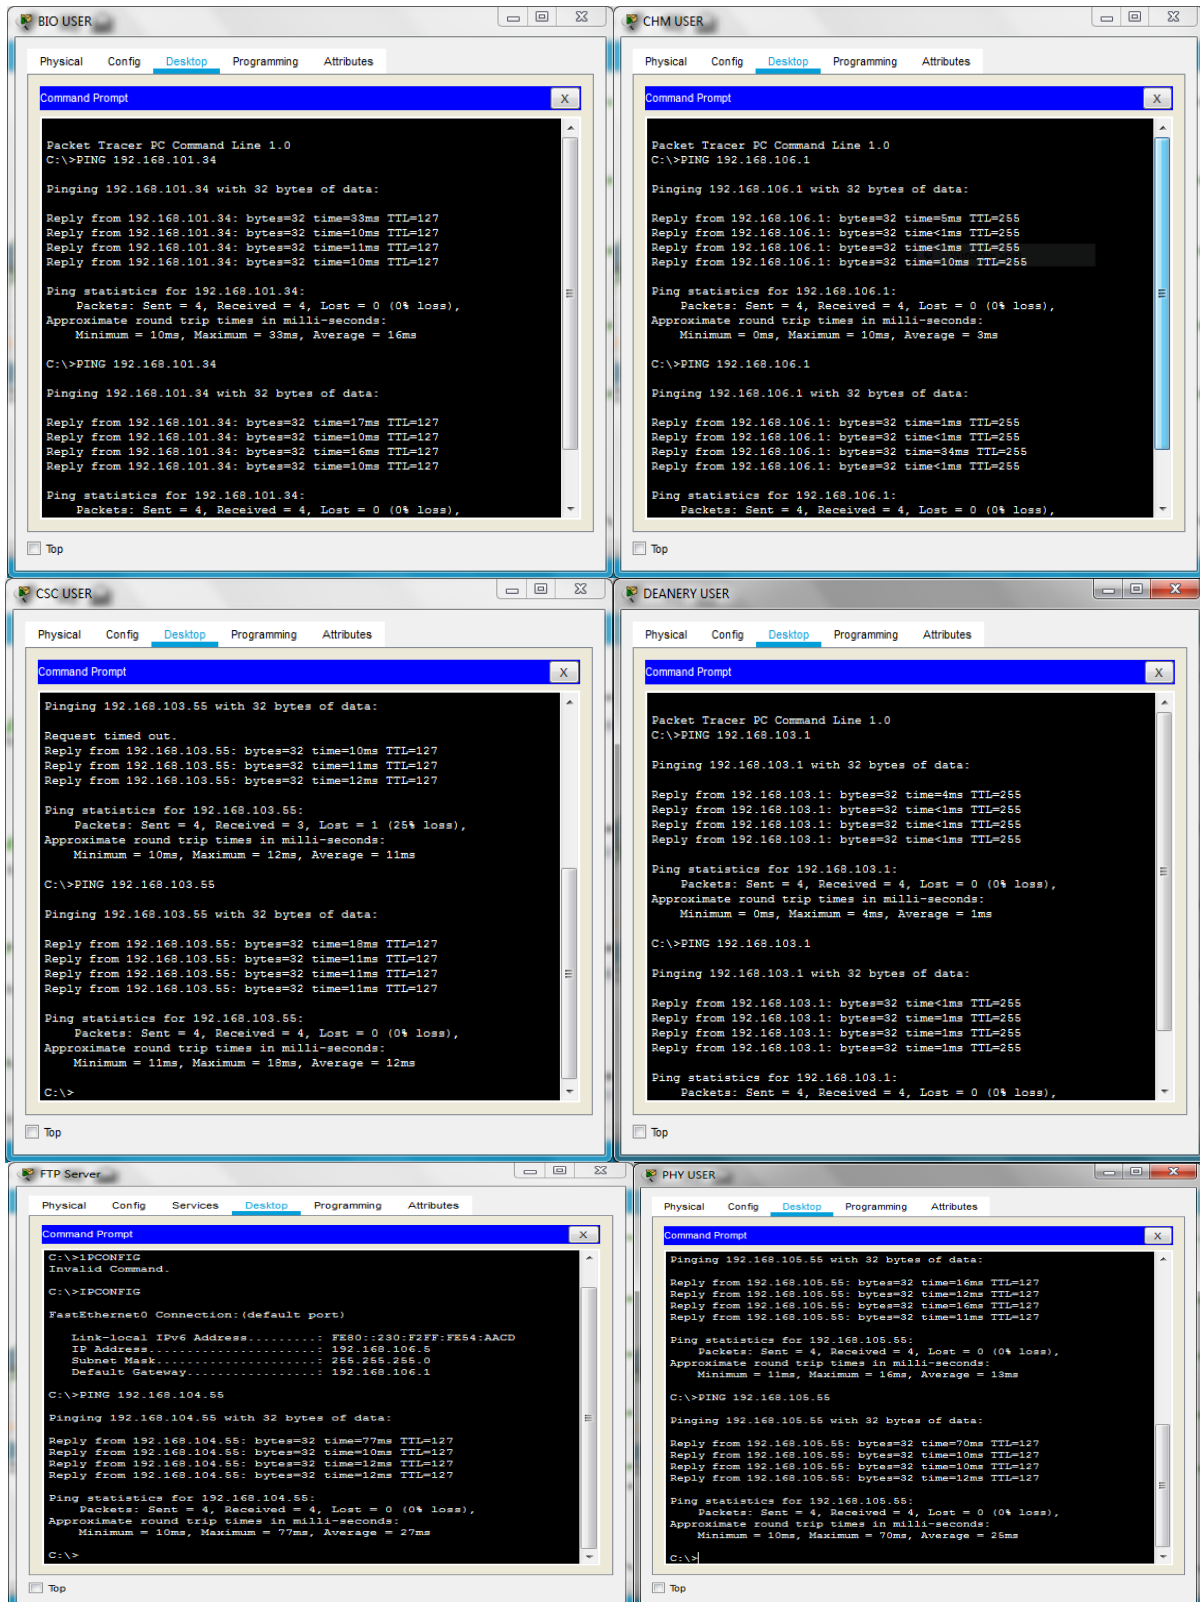 BIO USER
Physical Config Desktop Programming Attributes
Command Prompt
X
Packet Tracer PC Command Line 1.0
C:\>PING 192.168.101.34
Pinging 192.168.101.34 with 32 bytes of data:
Reply from 192.168.101.34: bytes=32 time=33ms TTL=127
Reply from 192.168.101.34: bytes=32 time=10ms TTL=127
Reply from 192.168.101.34: bytes=32 time=11ms TTL=127
Reply from 192.168.101.34: bytes=32 time=10ms TTL=127
Ping statistics for 192.168.101.34:
Packets: Sent = 4, Received = 4, Lost = 0 (0% loss),
Approximate round trip times in milli-seconds:
Minimum = 10ms, Maximum = 33ms, Average = 16ms
C:\>PING 192.168.101.34
Pinging 192.168.101.34 with 32 bytes of data:
Reply from 192.168.101.34: bytes=32 time=17ms TTL=127
Reply from 192.168.101.34: bytes=32 time=10ms TTL=127
Reply from 192.168.101.34: bytes=32 time=16ms TTL=127
Reply from 192.168.101.34: bytes=32 time=10ms TTL=127
Ping statistics for 192.168.101.34:
Packets: Sent = 4, Received = 4, Lost = 0 (0% loss),
Top
CHM USER
Physical Config Desktop Programming Attributes
Command Prompt
X
Packet Tracer PC Command Line 1.0
C:\>PING 192.168.106.1
Pinging 192.168.106.1 with 32 bytes of data:
Reply from 192.168.106.1: bytes=32 time=5ms TTL=255
Reply from 192.168.106.1: bytes=32 time<1ms TTL=255
Reply from 192.168.106.1: bytes=32 time<1ms TTL=255
Reply from 192.168.106.1: bytes=32 time=10ms TTL=255
Ping statistics for 192.168.106.1:
Packets: Sent = 4, Received = 4, Lost = 0 (0% loss),
Approximate round trip times in milli-seconds:
Minimum = 0ms, Maximum = 10ms, Average = 3ms
C:\>PING 192.168.106.1
Pinging 192.168.106.1 with 32 bytes of data:
Reply from 192.168.106.1: bytes=32 time=1ms TTL=255
Reply from 192.168.106.1: bytes=32 time<1ms TTL=255
Reply from 192.168.106.1: bytes=32 time=34ms TTL=255
Reply from 192.168.106.1: bytes=32 time<1ms TTL=255
Ping statistics for 192.168.106.1:
Packets: Sent = 4, Received = 4, Lost = 0 (0% loss),
Top
CSC USER
Physical Config Desktop Programming Attributes
Command Prompt
X
Pinging 192.168.103.55 with 32 bytes of data:
Request timed out.
Reply from 192.168.103.55: bytes=32 time=10ms TTL=127
Reply from 192.168.103.55: bytes=32 time=11ms TTL=127
Reply from 192.168.103.55: bytes=32 time=12ms TTL=127
Ping statistics for 192.168.103.55:
Packets: Sent = 4, Received = 3, Lost = 1 (25% loss),
Approximate round trip times in milli-seconds:
Minimum = 10ms, Maximum = 12ms, Average = 11ms
C:\>PING 192.168.103.55
Pinging 192.168.103.55 with 32 bytes of data:
Reply from 192.168.103.55: bytes=32 time=18ms TTL=127
Reply from 192.168.103.55: bytes=32 time=11ms TTL=127
Reply from 192.168.103.55: bytes=32 time=11ms TTL=127
Reply from 192.168.103.55: bytes=32 time=11ms TTL=127
Ping statistics for 192.168.103.55:
Packets: Sent = 4, Received = 4, Lost = 0 (0% loss),
Approximate round trip times in milli-seconds:
Minimum = 11ms, Maximum = 18ms, Average = 12ms
C:\>
Top
DEANERY USER
Physical Config Desktop Programming Attributes
Command Prompt
X
Packet Tracer PC Command Line 1.0
C:\>PING 192.168.103.1
Pinging 192.168.103.1 with 32 bytes of data:
Reply from 192.168.103.1: bytes=32 time=4ms TTL=255
Reply from 192.168.103.1: bytes=32 time<1ms TTL=255
Reply from 192.168.103.1: bytes=32 time<1ms TTL=255
Reply from 192.168.103.1: bytes=32 time<1ms TTL=255
Ping statistics for 192.168.103.1:
Packets: Sent = 4, Received = 4, Lost = 0 (0% loss),
Approximate round trip times in milli-seconds:
Minimum = 0ms, Maximum = 4ms, Average = 1ms
C:\>PING 192.168.103.1
Pinging 192.168.103.1 with 32 bytes of data:
Reply from 192.168.103.1: bytes=32 time<1ms TTL=255
Reply from 192.168.103.1: bytes=32 time=1ms TTL=255
Reply from 192.168.103.1: bytes=32 time=1ms TTL=255
Reply from 192.168.103.1: bytes=32 time=1ms TTL=255
Ping statistics for 192.168.103.1:
Packets: Sent = 4, Received = 4, Lost = 0 (0% loss),
Top
FTP Server
Physical Config Services Desktop Programming Attributes
Command Prompt
X
C:\>1PCONFIG
Invalid Command.
C:\>IPCONFIG
FastEthernet0 Connection:(default port)
Link-local IPv6 Address.........: FE80::230:F2FF:FE54:AACD
IP Address......................: 192.168.106.5
Subnet Mask.....................: 255.255.255.0
Default Gateway.................: 192.168.106.1
C:\>PING 192.168.104.55
Pinging 192.168.104.55 with 32 bytes of data:
Reply from 192.168.104.55: bytes=32 time=77ms TTL=127
Reply from 192.168.104.55: bytes=32 time=10ms TTL=127
Reply from 192.168.104.55: bytes=32 time=12ms TTL=127
Reply from 192.168.104.55: bytes=32 time=12ms TTL=127
Ping statistics for 192.168.104.55:
Packets: Sent = 4, Received = 4, Lost = 0 (0% loss),
Approximate round trip times in milli-seconds:
Minimum = 10ms, Maximum = 77ms, Average = 27ms
C:\>
Top
PHY USER
Physical Config Desktop Programming Attributes
Command Prompt
X
Pinging 192.168.105.55 with 32 bytes of data:
Reply from 192.168.105.55: bytes=32 time=16ms TTL=127
Reply from 192.168.105.55: bytes=32 time=12ms TTL=127
Reply from 192.168.105.55: bytes=32 time=16ms TTL=127
Reply from 192.168.105.55: bytes=32 time=11ms TTL=127
Ping statistics for 192.168.105.55:
Packets: Sent = 4, Received = 4, Lost = 0 (0% loss),
Approximate round trip times in milli-seconds:
Minimum = 11ms, Maximum = 16ms, Average = 13ms
C:\>PING 192.168.105.55
Pinging 192.168.105.55 with 32 bytes of data:
Reply from 192.168.105.55: bytes=32 time=70ms TTL=127
Reply from 192.168.105.55: bytes=32 time=10ms TTL=127
Reply from 192.168.105.55: bytes=32 time=10ms TTL=127
Reply from 192.168.105.55: bytes=32 time=12ms TTL=127
Ping statistics for 192.168.105.55:
Packets: Sent = 4, Received = 4, Lost = 0 (0% loss),
Approximate round trip times in milli-seconds:
Minimum = 10ms, Maximum = 70ms, Average = 25ms
C:\>
Top